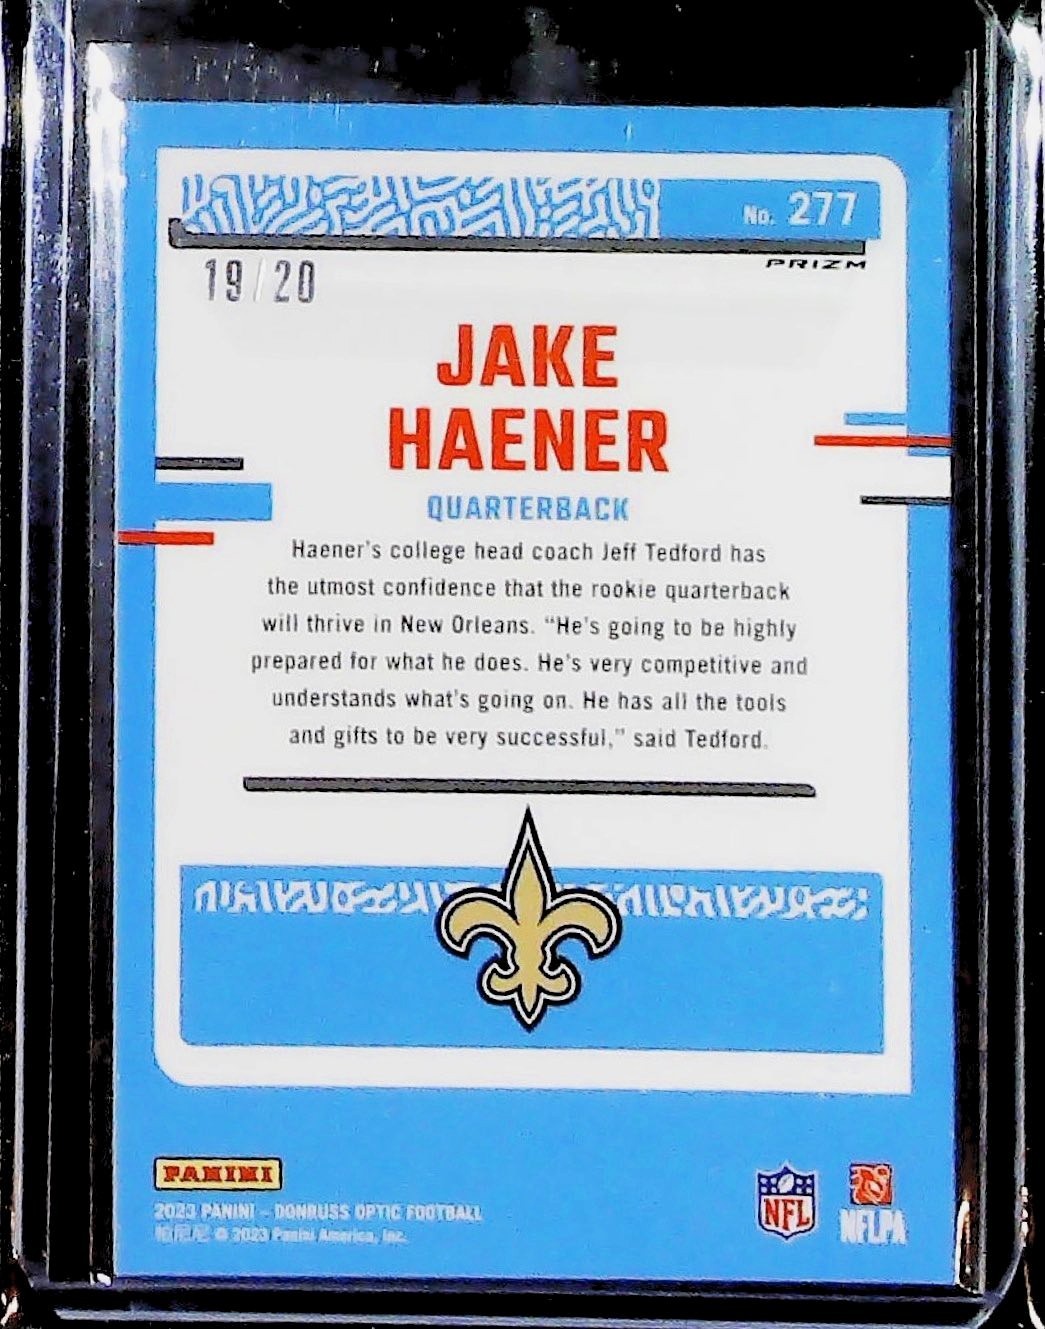 No. 277
PRIZM
19/20
JAKE
HAENER
QUARTERBACK
Haener's college head coach Jeff Tedford has
the utmost confidence that the rookie quarterback
will thrive in New Orleans. “He's going to be highly
prepared for what he does. He's very competitive and
understands what's going on. He has all the tools
and gifts to be very successful,” said Tedford.
PANINI
2023 PANINI – DONRUSS OPTIC FOOTBALL
© 2023 Panini America, Inc.
NFL
NFLPA